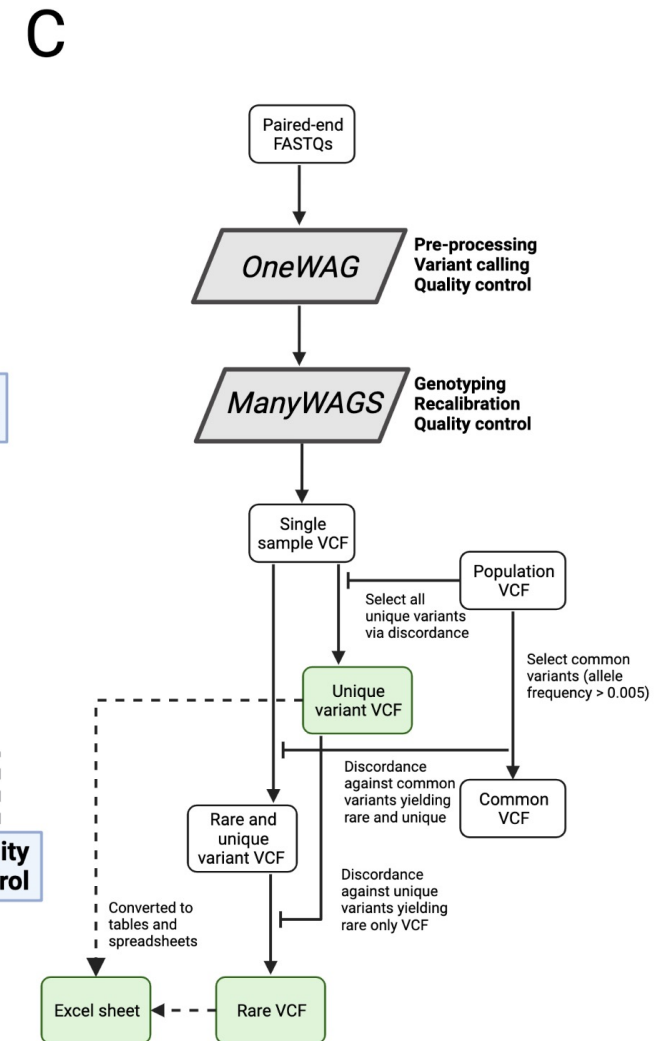 C
Paired-end
FASTQs
OneWAG
Pre-processing
Variant calling
Quality control
ManyWAGS
Genotyping
Recalibration
Quality control
Single
sample VCF
Population
VCF
Select all
unique variants
via discordance
Select common
variants (allele
frequency > 0.005)
Unique
variant VCF
Discordance
against common
variants yielding
rare and unique
Common
VCF
Rare and
unique
variant VCF
ity
rol
Discordance
against unique
variants yielding
rare only VCF
Converted to
tables and
spreadsheets
Excel sheet
Rare VCF